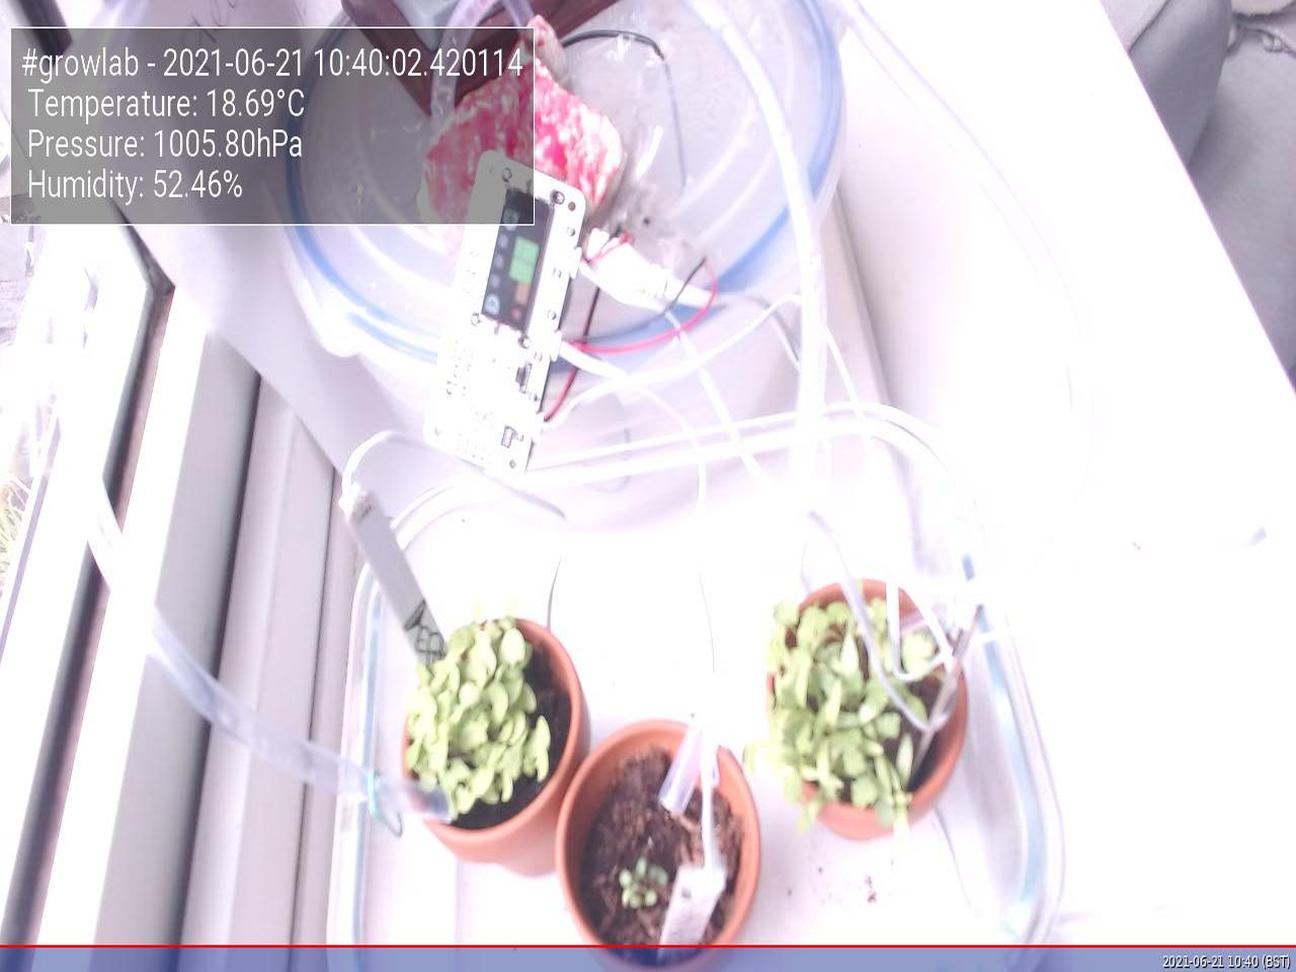 #growlab - 2021-06-21 10:40:02.420114
Temperature: 18.69°C
Pressure: 1005.80hPa
Humidity: 52.46%
2021-06-21 10:40 (BST)